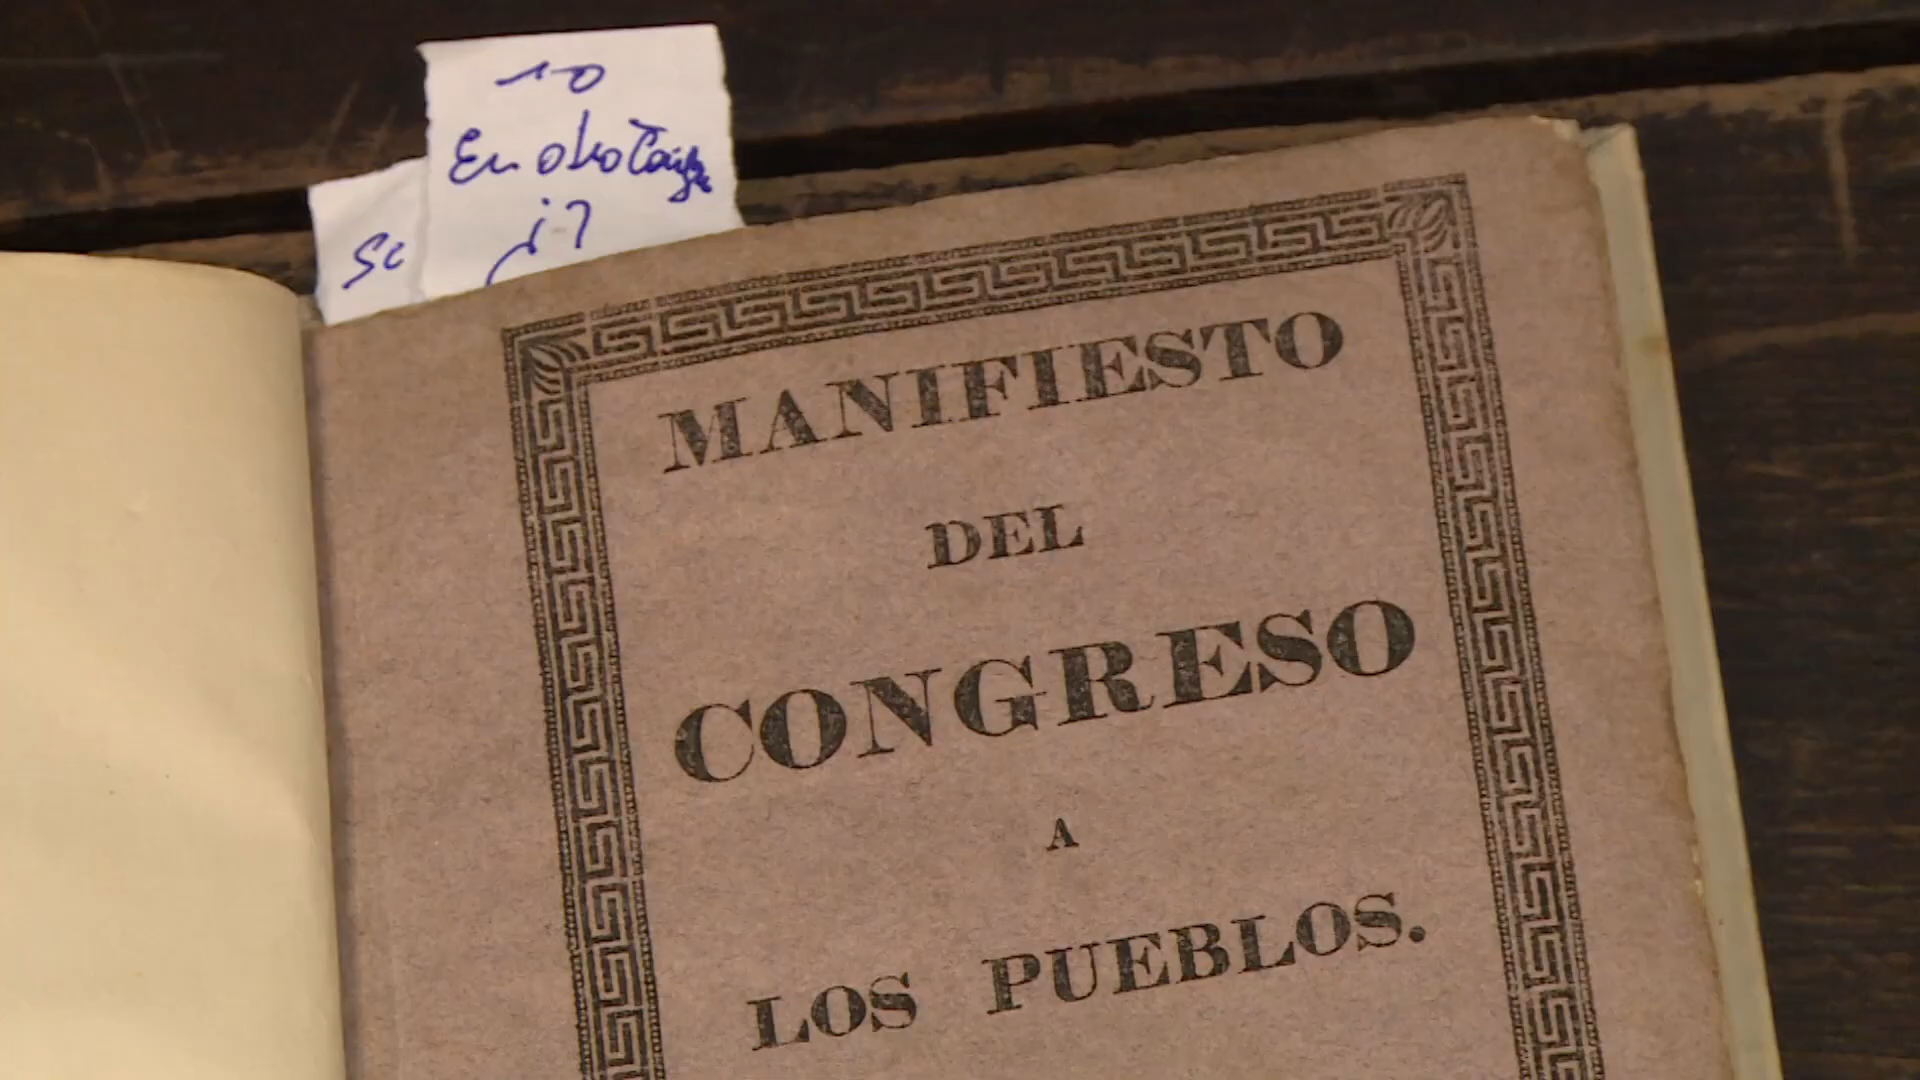 MANIFIESTO
DEL
CONGRESO
A
LOS PUEBLOS.